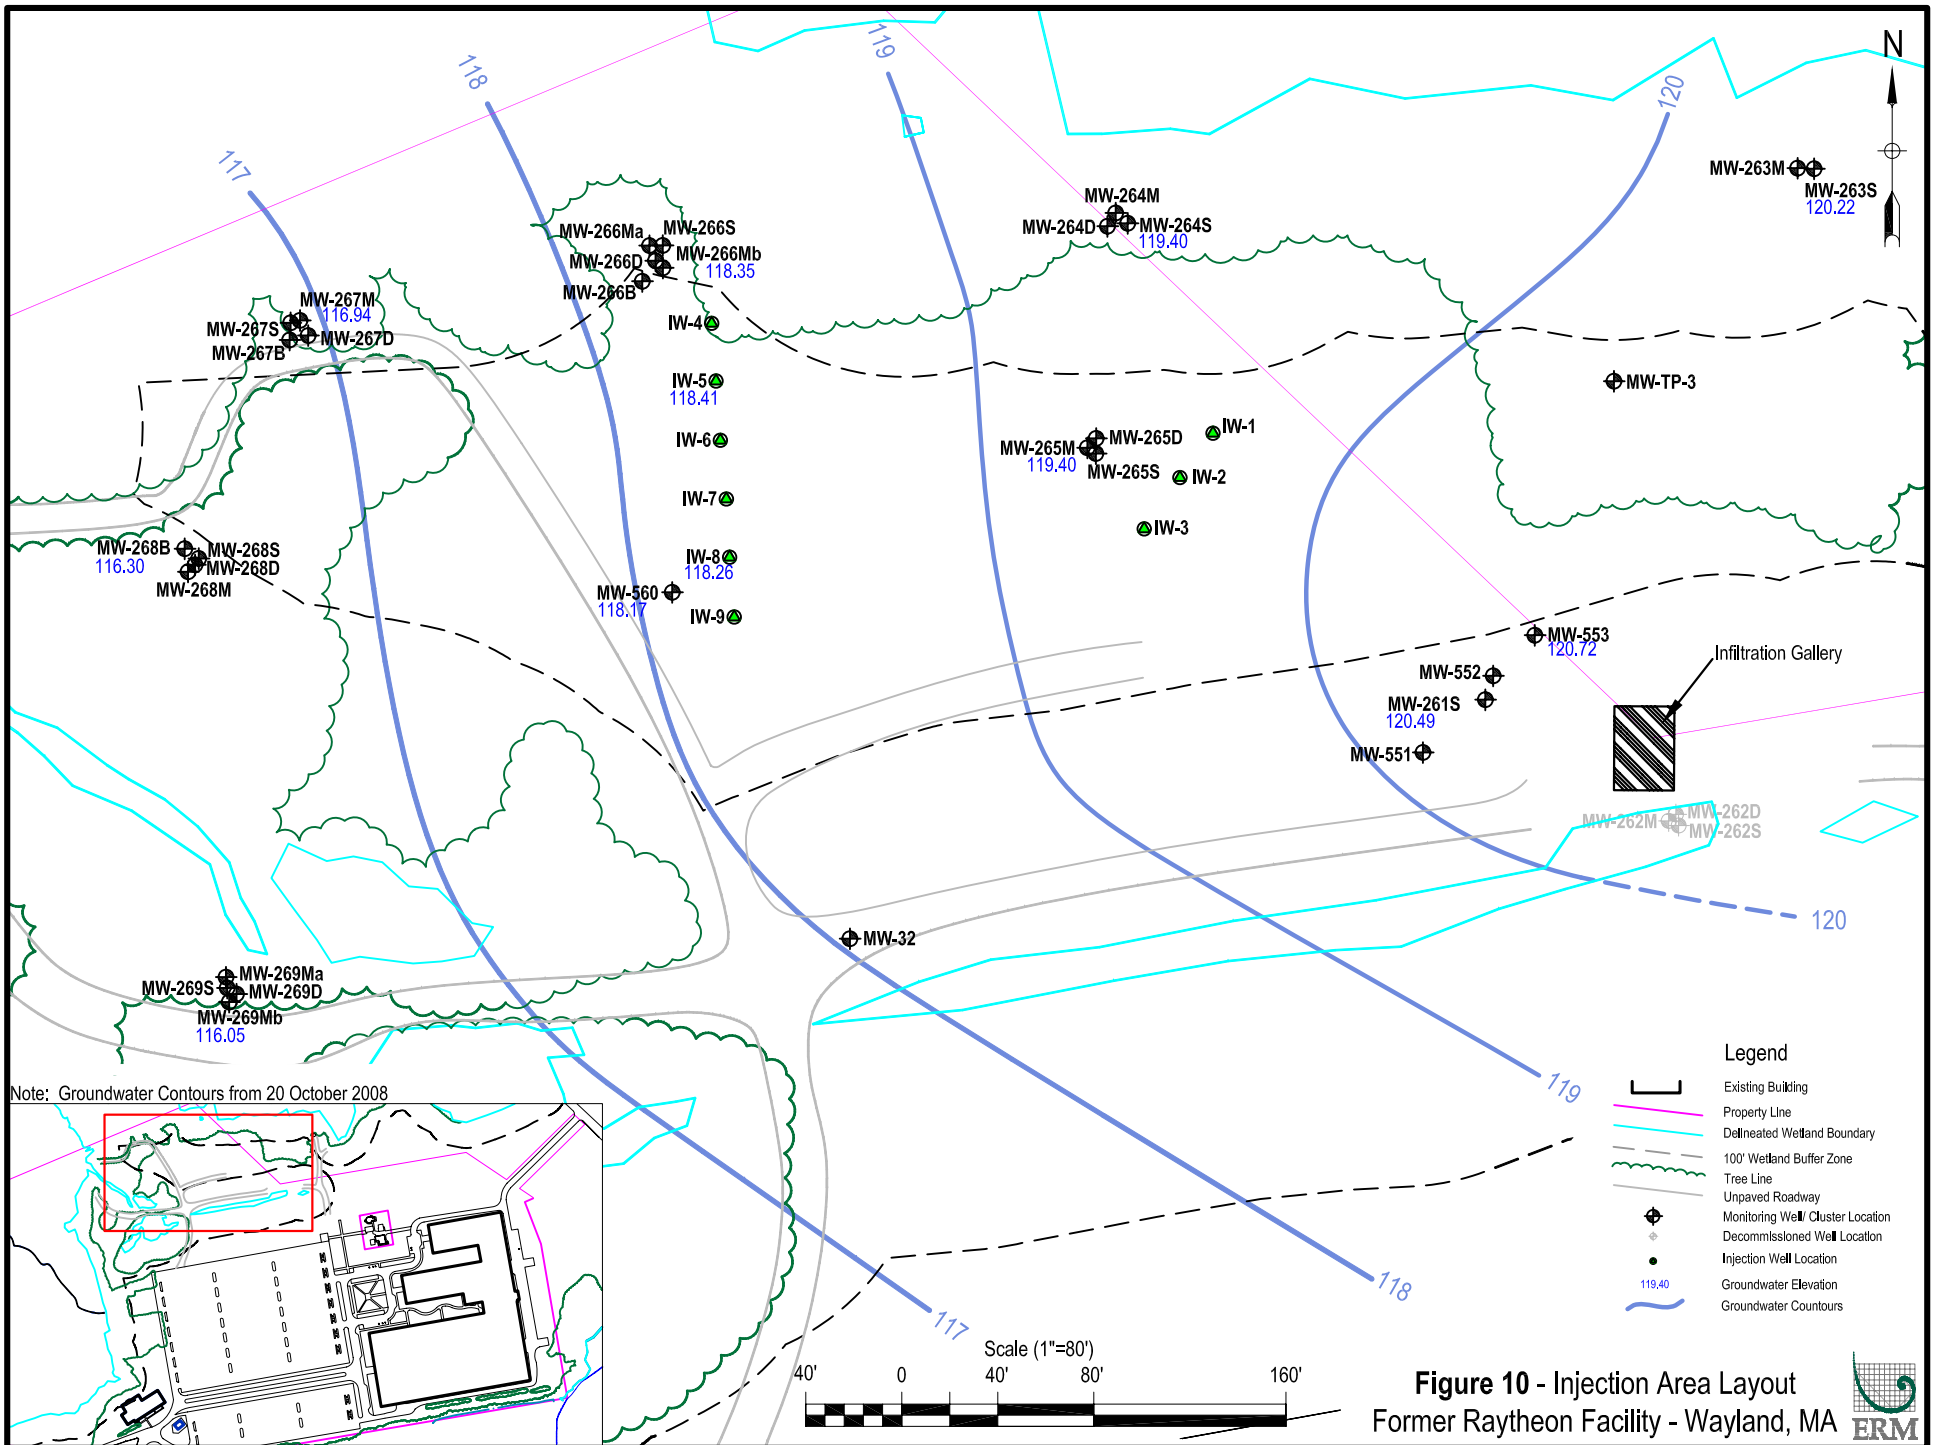 N
118
119
120
117
MW-263M
MW-263S
120.22
MW-264M
MW-264D
MW-264S
119.40
MW-266Ma
MW-266S
MW-266D
MW-266Mb
118.35
MW-266B
MW-267M
116.94
MW-267S
MW-267D
MW-267B
IW-4
IW-5
118.41
IW-6
IW-7
IW-8
118.26
IW-9
MW-TP-3
MW-265D
MW-265M
119.40
MW-265S
IW-1
IW-2
IW-3
MW-268B
116.30
MW-268S
MW-268D
MW-268M
MW-560
118.17
MW-553
120.72
MW-552
MW-261S
120.49
MW-551
Infiltration Gallery
MW-262M
MW-262D
MW-262S
120
MW-32
MW-269Ma
MW-269S
MW-269D
MW-269Mb
116.05
119
118
117
Note: Groundwater Contours from 20 October 2008
Legend
Existing Building
Property Line
Delineated Wetland Boundary
100' Wetland Buffer Zone
Tree Line
Unpaved Roadway
Monitoring Well/ Cluster Location
Decommissioned Well Location
Injection Well Location
119.40 Groundwater Elevation
Groundwater Countours
Scale (1"=80')
40' 0 40' 80' 160'
Figure 10 - Injection Area Layout
Former Raytheon Facility - Wayland, MA
ERM